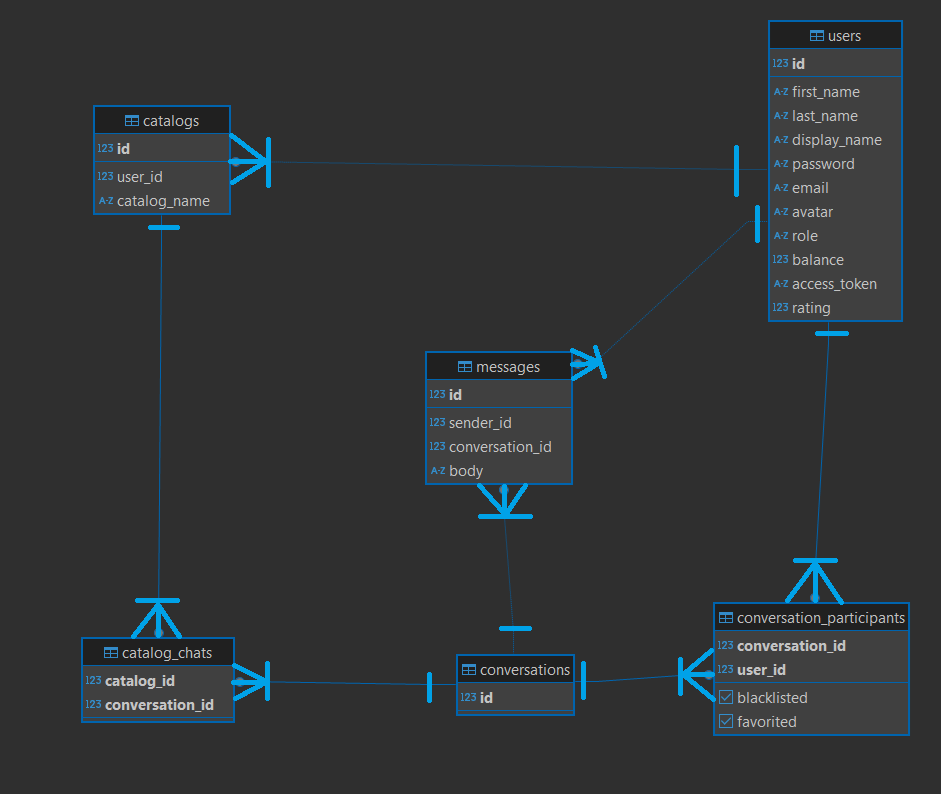 users
123 id
A-Z first_name
A-Z last_name
A-Z display_name
A-Z password
A-Z email
A-Z avatar
A-Z role
123 balance
A-Z access_token
123 rating
catalogs
123 id
123 user_id
A-Z catalog_name
messages
123 id
123 sender_id
123 conversation_id
A-Z body
catalog_chats
123 catalog_id
123 conversation_id
conversations
123 id
conversation_participants
123 conversation_id
123 user_id
blacklisted
favorited